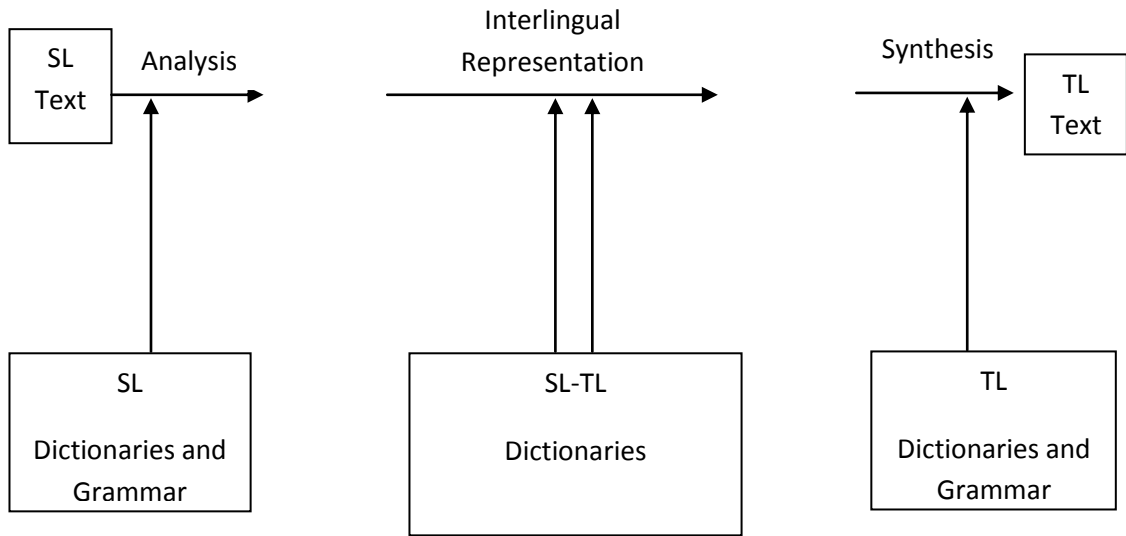 SL
Text
Analysis
Interlingual
Representation
Synthesis
TL
Text
SL
Dictionaries and
Grammar
SL-TL
Dictionaries
TL
Dictionaries and
Grammar